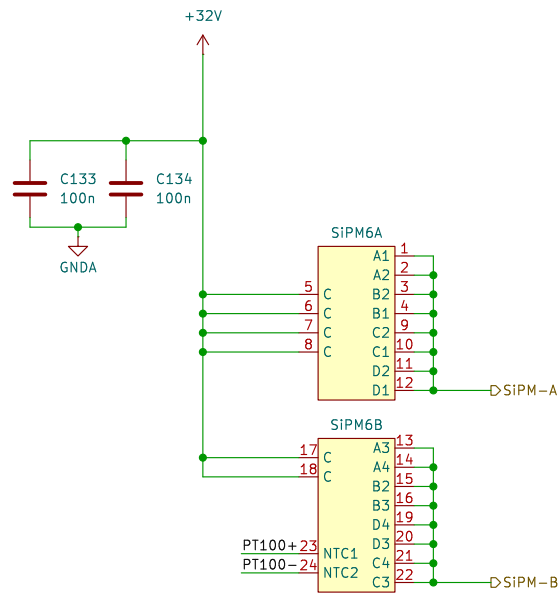 +32V
C133
100n
C134
100n
GNDA
SiPM6A
5 C
6 C
7 C
8 C
A1 1
A2 2
B2 3
B1 4
C2 9
C1 10
D2 11
D1 12
SiPM-A
SiPM6B
17 C
18 C
PT100+ 23 NTC1
PT100- 24 NTC2
A3 13
A4 14
B2 15
B3 16
D4 19
D3 20
C4 21
C3 22
SiPM-B